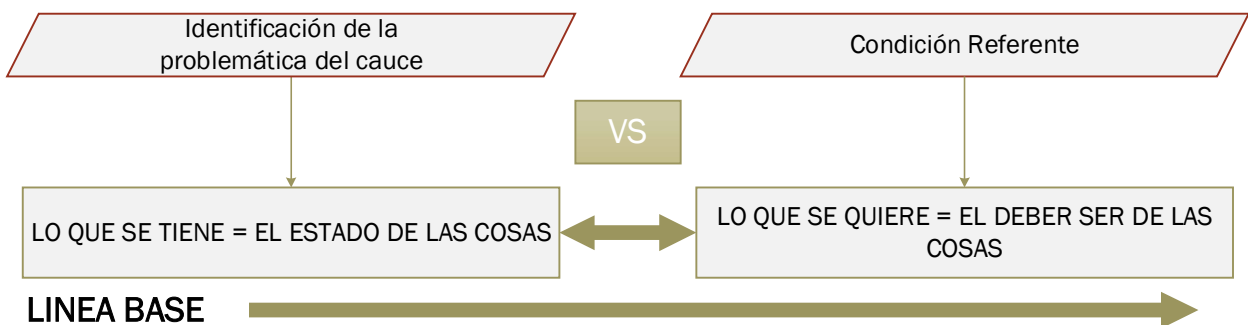 Identificación de la
problemática del cauce
Condición Referente
VS
LO QUE SE TIENE = EL ESTADO DE LAS COSAS
LO QUE SE QUIERE = EL DEBER SER DE LAS
COSAS
LINEA BASE